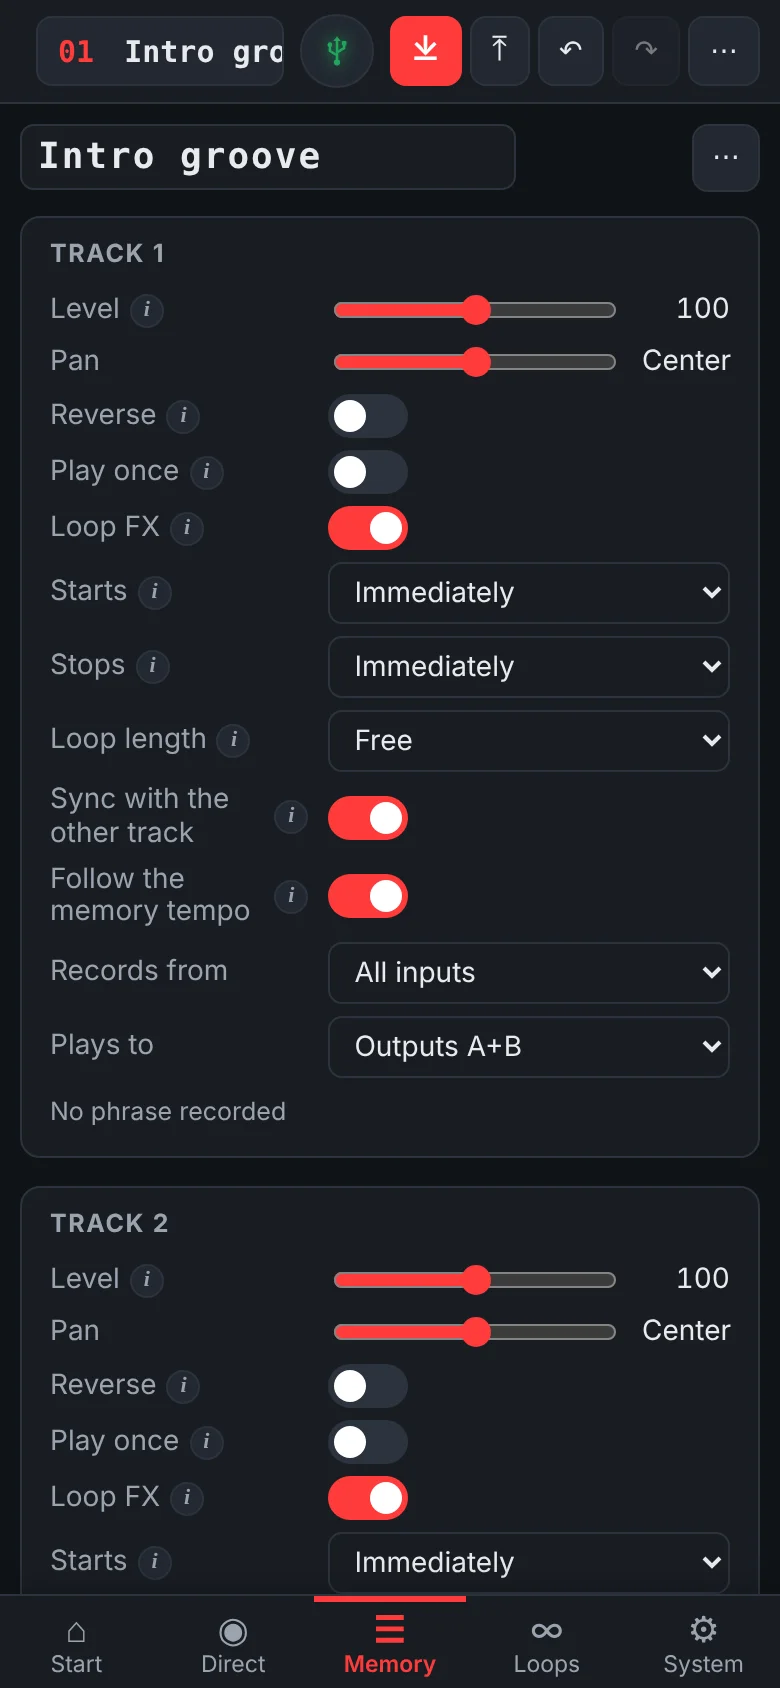 01 Intro gro
Intro groove
TRACK 1
Level i 100
Pan Center
Reverse i
Play once i
Loop FX i
Starts i Immediately
Stops i Immediately
Loop length i Free
Sync with the
other track i
Follow the
memory tempo i
Records from All inputs
Plays to Outputs A+B
No phrase recorded
TRACK 2
Level i 100
Pan Center
Reverse i
Play once i
Loop FX i
Starts i Immediately
Start Direct Memory Loops System